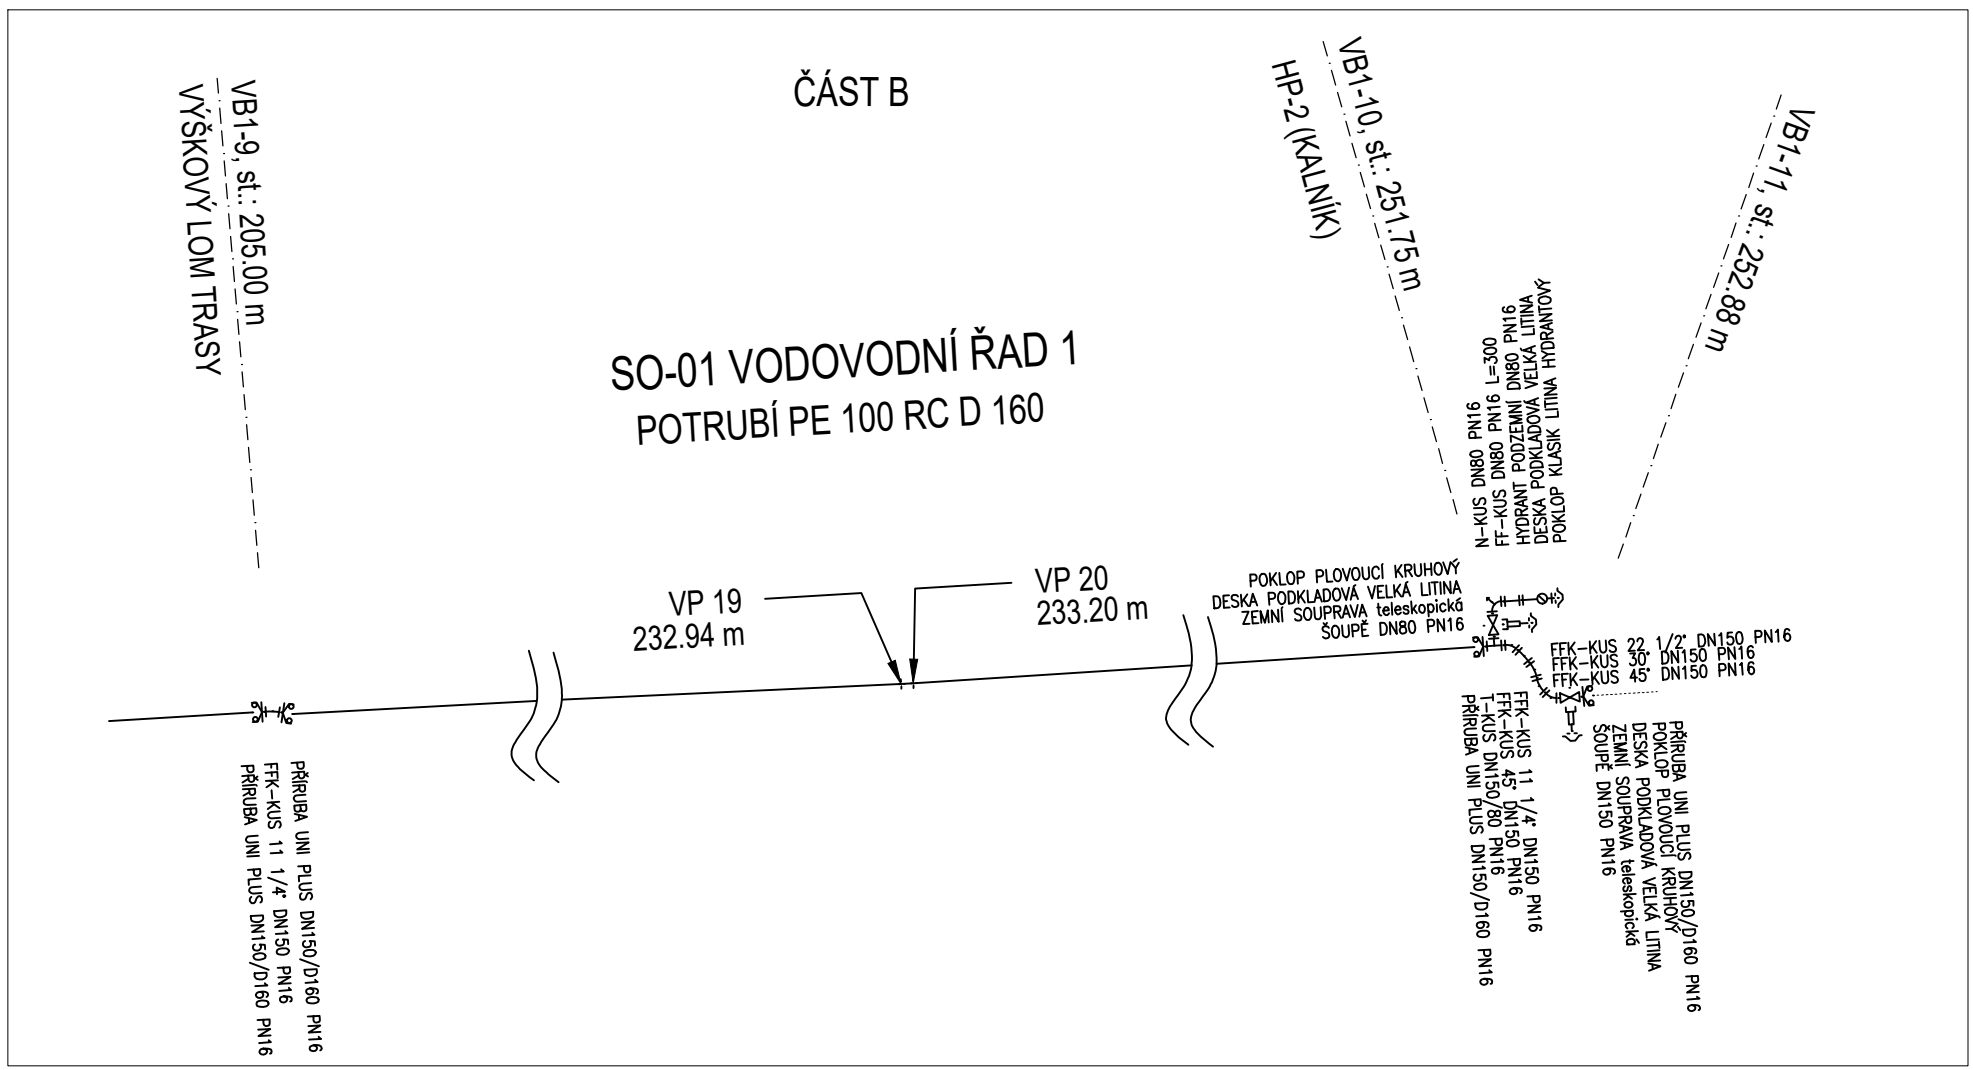 ČÁST B
VB1-9, st.: 205.00 m
VÝŠKOVÝ LOM TRASY
VB1-10, st.: 251.75 m
HP-2 (KALNÍK)
VB1-11, st.: 252.88 m
SO-01 VODOVODNÍ ŘAD 1
POTRUBÍ PE 100 RC D 160
N-KUS DN80 PN16
FF-KUS DN80 PN16 L=300
HYDRANT PODZEMNÍ DN80 PN16
DESKA PODKLADOVÁ VELKÁ LITINA
POKLOP KLASIK LITINA HYDRANTOVÝ
VP 19
232.94 m
VP 20
233.20 m
POKLOP PLOVOUCÍ KRUHOVÝ
DESKA PODKLADOVÁ VELKÁ LITINA
ZEMNÍ SOUPRAVA teleskopická
ŠOUPĚ DN80 PN16
FFK-KUS 22 1/2° DN150 PN16
FFK-KUS 30° DN150 PN16
FFK-KUS 45° DN150 PN16
PŘÍRUBA UNI PLUS DN150/D160 PN16
FFK-KUS 11 1/4° DN150 PN16
PŘÍRUBA UNI PLUS DN150/D160 PN16
FFK-KUS 11 1/4° DN150 PN16
FFK-KUS 45° DN150 PN16
T-KUS DN150/80 PN16
PŘÍRUBA UNI PLUS DN150/D160 PN16
PŘÍRUBA UNI PLUS DN150/D160 PN16
POKLOP PLOVOUCÍ KRUHOVÝ
DESKA PODKLADOVÁ VELKÁ LITINA
ZEMNÍ SOUPRAVA teleskopická
ŠOUPĚ DN150 PN16